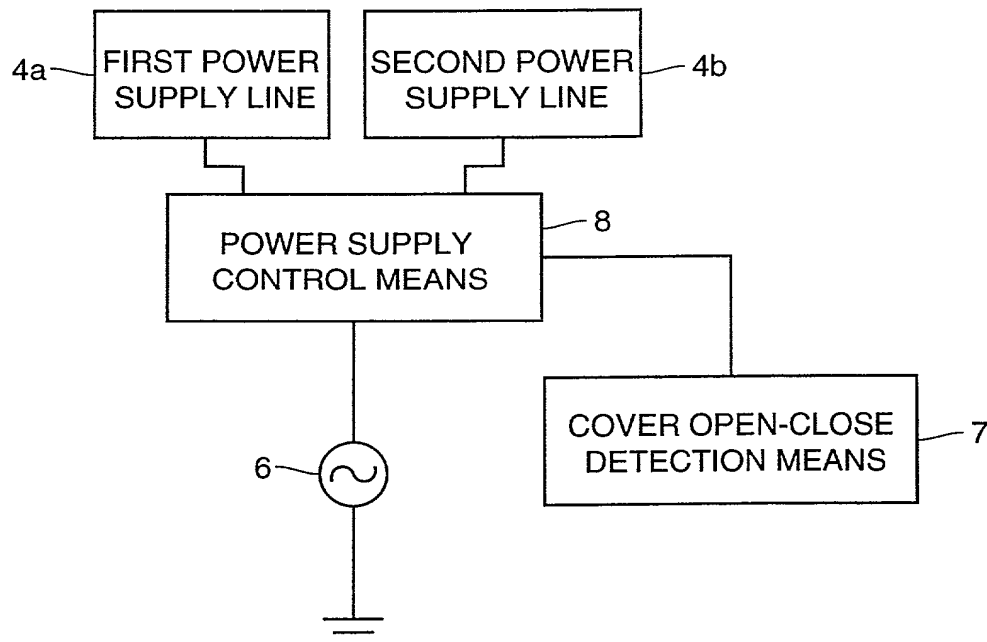 4a
FIRST POWER
SUPPLY LINE
SECOND POWER
SUPPLY LINE
4b
POWER SUPPLY
CONTROL MEANS
8
COVER OPEN-CLOSE
DETECTION MEANS
7
6